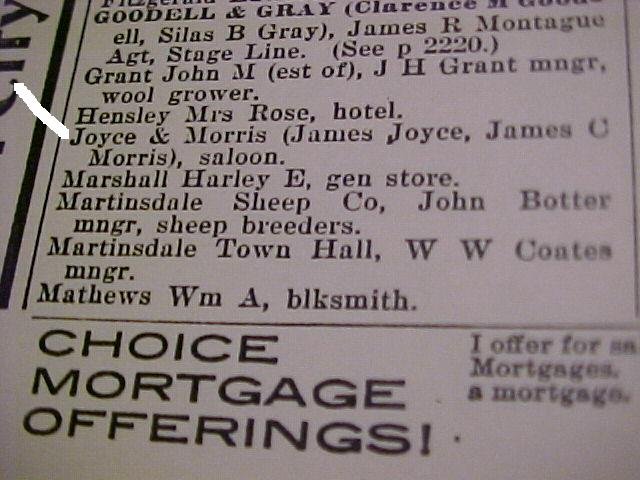 GOODELL & GRAY (Clarence M Good-
ell, Silas B Gray), James R Montague
Agt, Stage Line. (See p 2220.)
Grant John M (est of), J H Grant mngr,
wool grower.
Hensley Mrs Rose, hotel.
Joyce & Morris (James Joyce, James C
Morris), saloon.
Marshall Harley E, gen store.
Martinsdale Sheep Co, John Botter
mngr, sheep breeders.
Martinsdale Town Hall, W W Coates
mngr.
Mathews Wm A, blksmith.
CHOICE
MORTGAGE
OFFERINGS!
I offer for sa
Mortgages.
a mortgage.